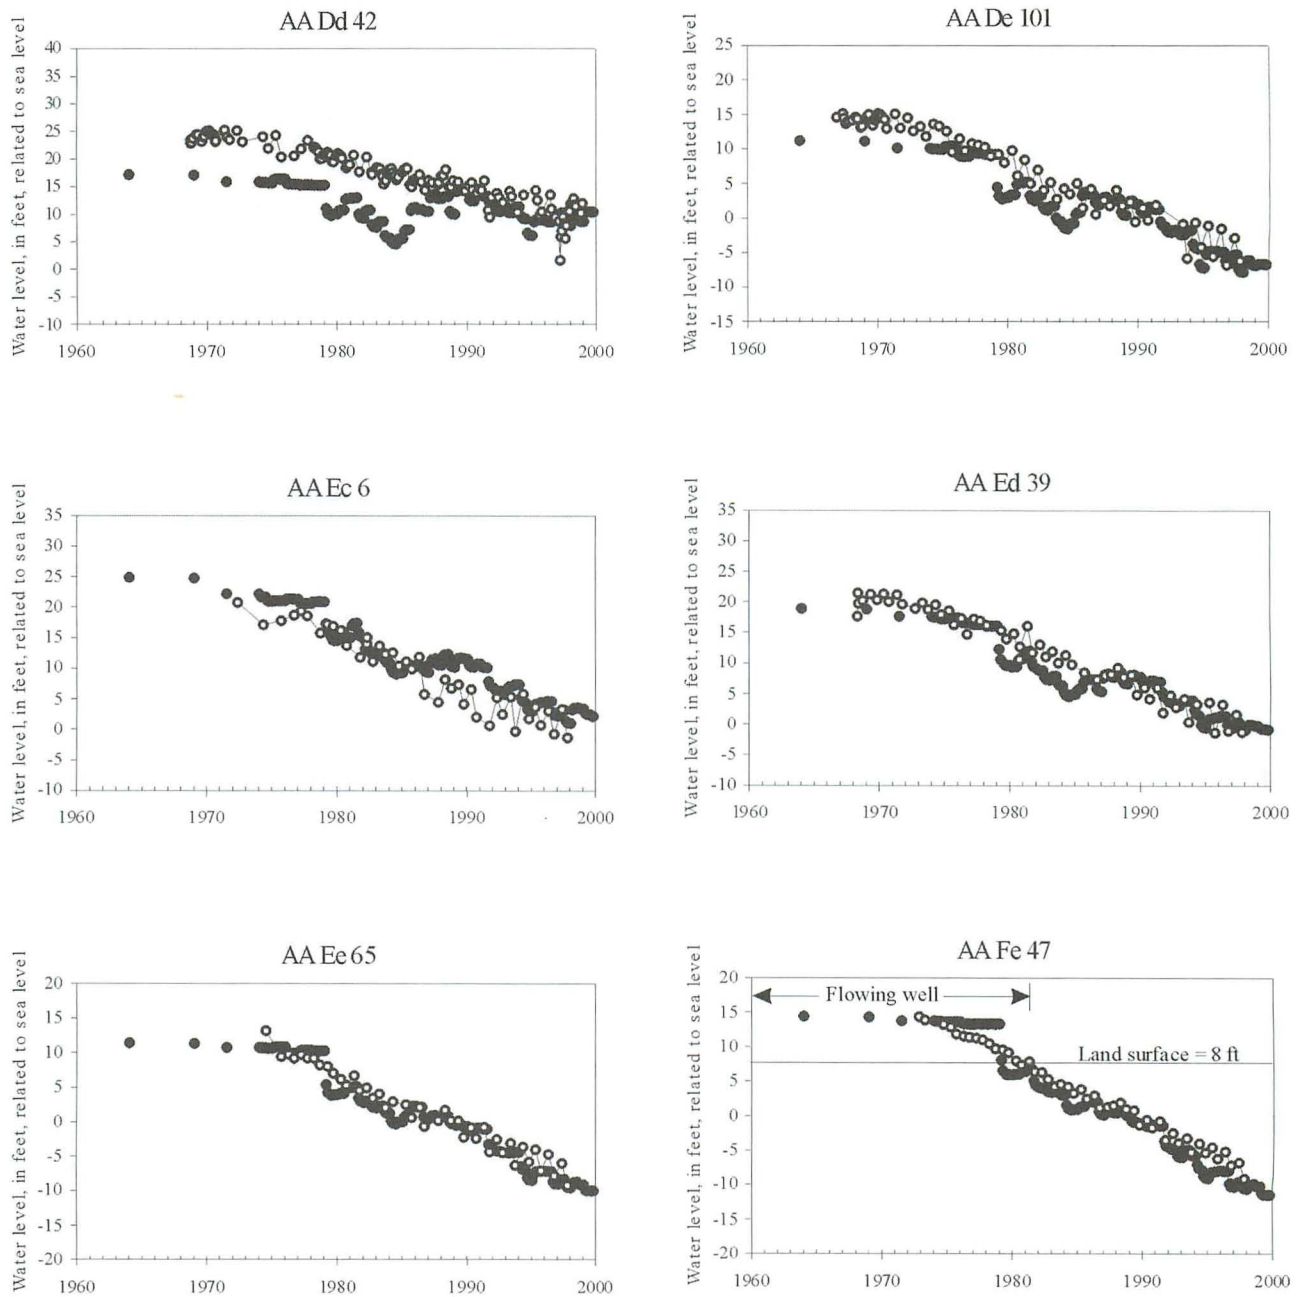 AA Dd 42
Water level, in feet, related to sea level
40
35
30
25
20
15
10
5
0
-5
-10
1960 1970 1980 1990 2000
AA De 101
Water level, in feet, related to sea level
25
20
15
10
5
0
-5
-10
-15
1960 1970 1980 1990 2000
AA Ec 6
Water level, in feet, related to sea level
35
30
25
20
15
10
5
0
-5
-10
1960 1970 1980 1990 2000
AA Ed 39
Water level, in feet, related to sea level
35
30
25
20
15
10
5
0
-5
-10
1960 1970 1980 1990 2000
AA Ee 65
Water level, in feet, related to sea level
20
15
10
5
0
-5
-10
-15
-20
1960 1970 1980 1990 2000
AA Fe 47
Water level, in feet, related to sea level
20
15
10
5
0
-5
-10
-15
-20
Flowing well
Land surface = 8 ft
1960 1970 1980 1990 2000